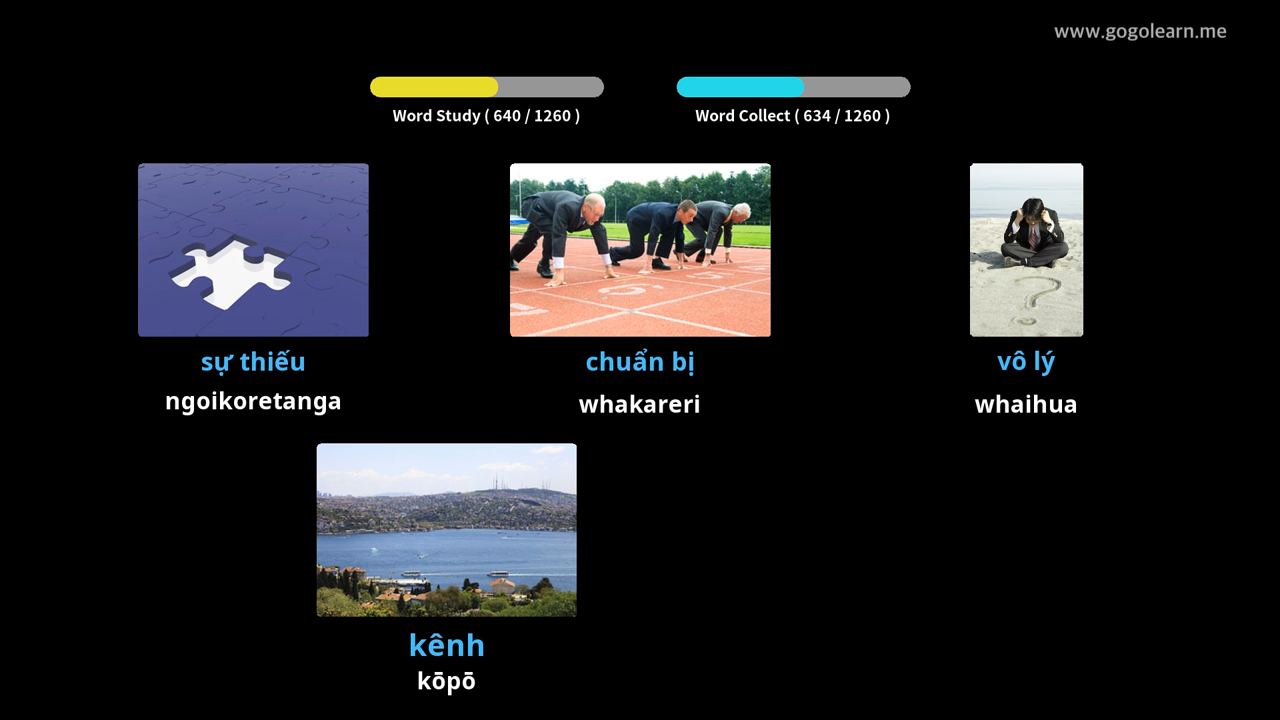 www.gogolearn.me
Word Study ( 640 / 1260 )
Word Collect ( 634 / 1260 )
sự thiếu
chuẩn bị
vô lý
ngoikoretanga
whakareri
whaihua
kênh
kōpō